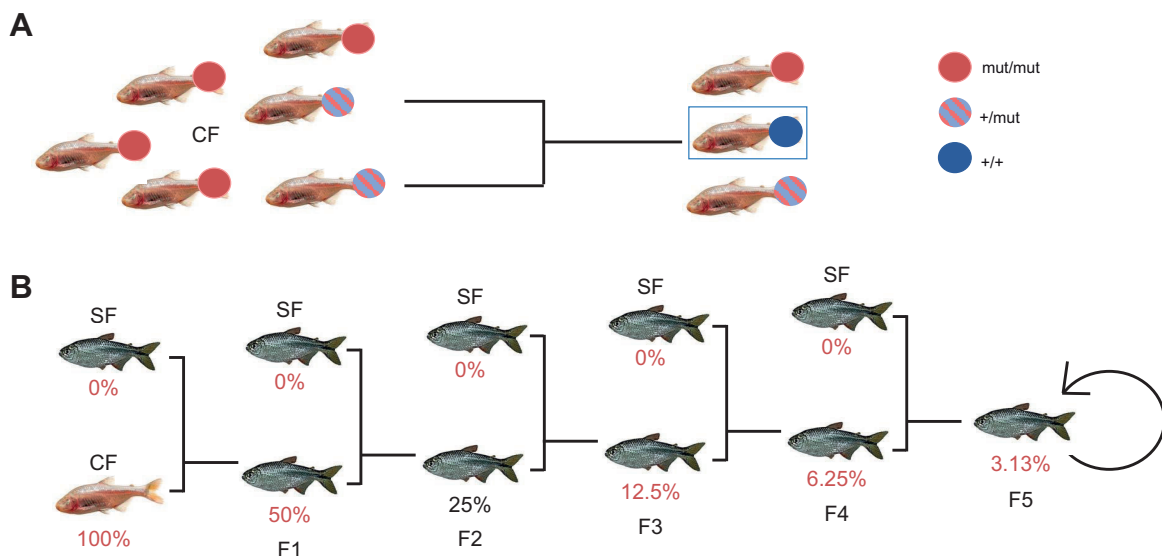 A
CF
mut/mut
+/mut
+/+
B
SF
SF
SF
SF
SF
0%
0%
0%
0%
0%
CF
100%
50%
F1
25%
F2
12.5%
F3
6.25%
F4
3.13%
F5